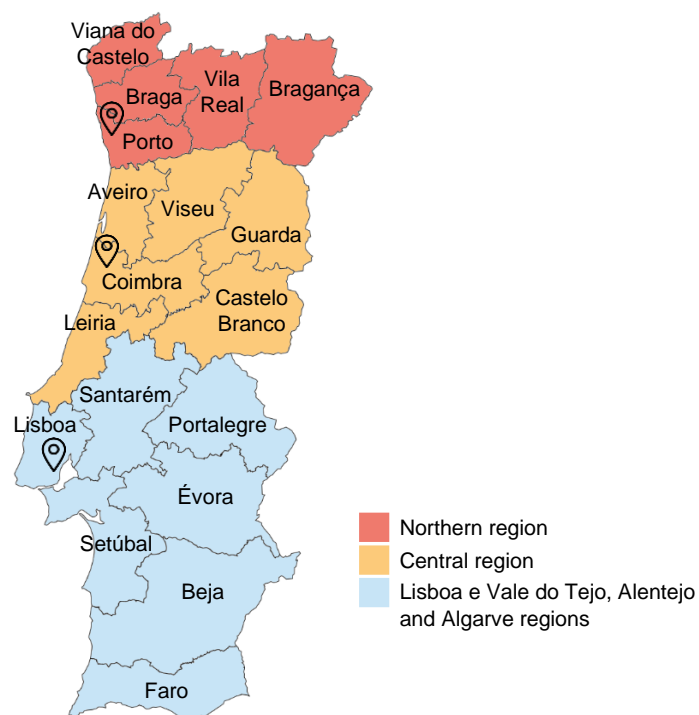 Viana do
Castelo
Braga
Vila
Real
Bragança
Porto
Aveiro
Viseu
Guarda
Coimbra
Castelo
Branco
Leiria
Santarém
Lisboa
Portalegre
Évora
Setúbal
Beja
Faro
Northern region
Central region
Lisboa e Vale do Tejo, Alentejo
and Algarve regions